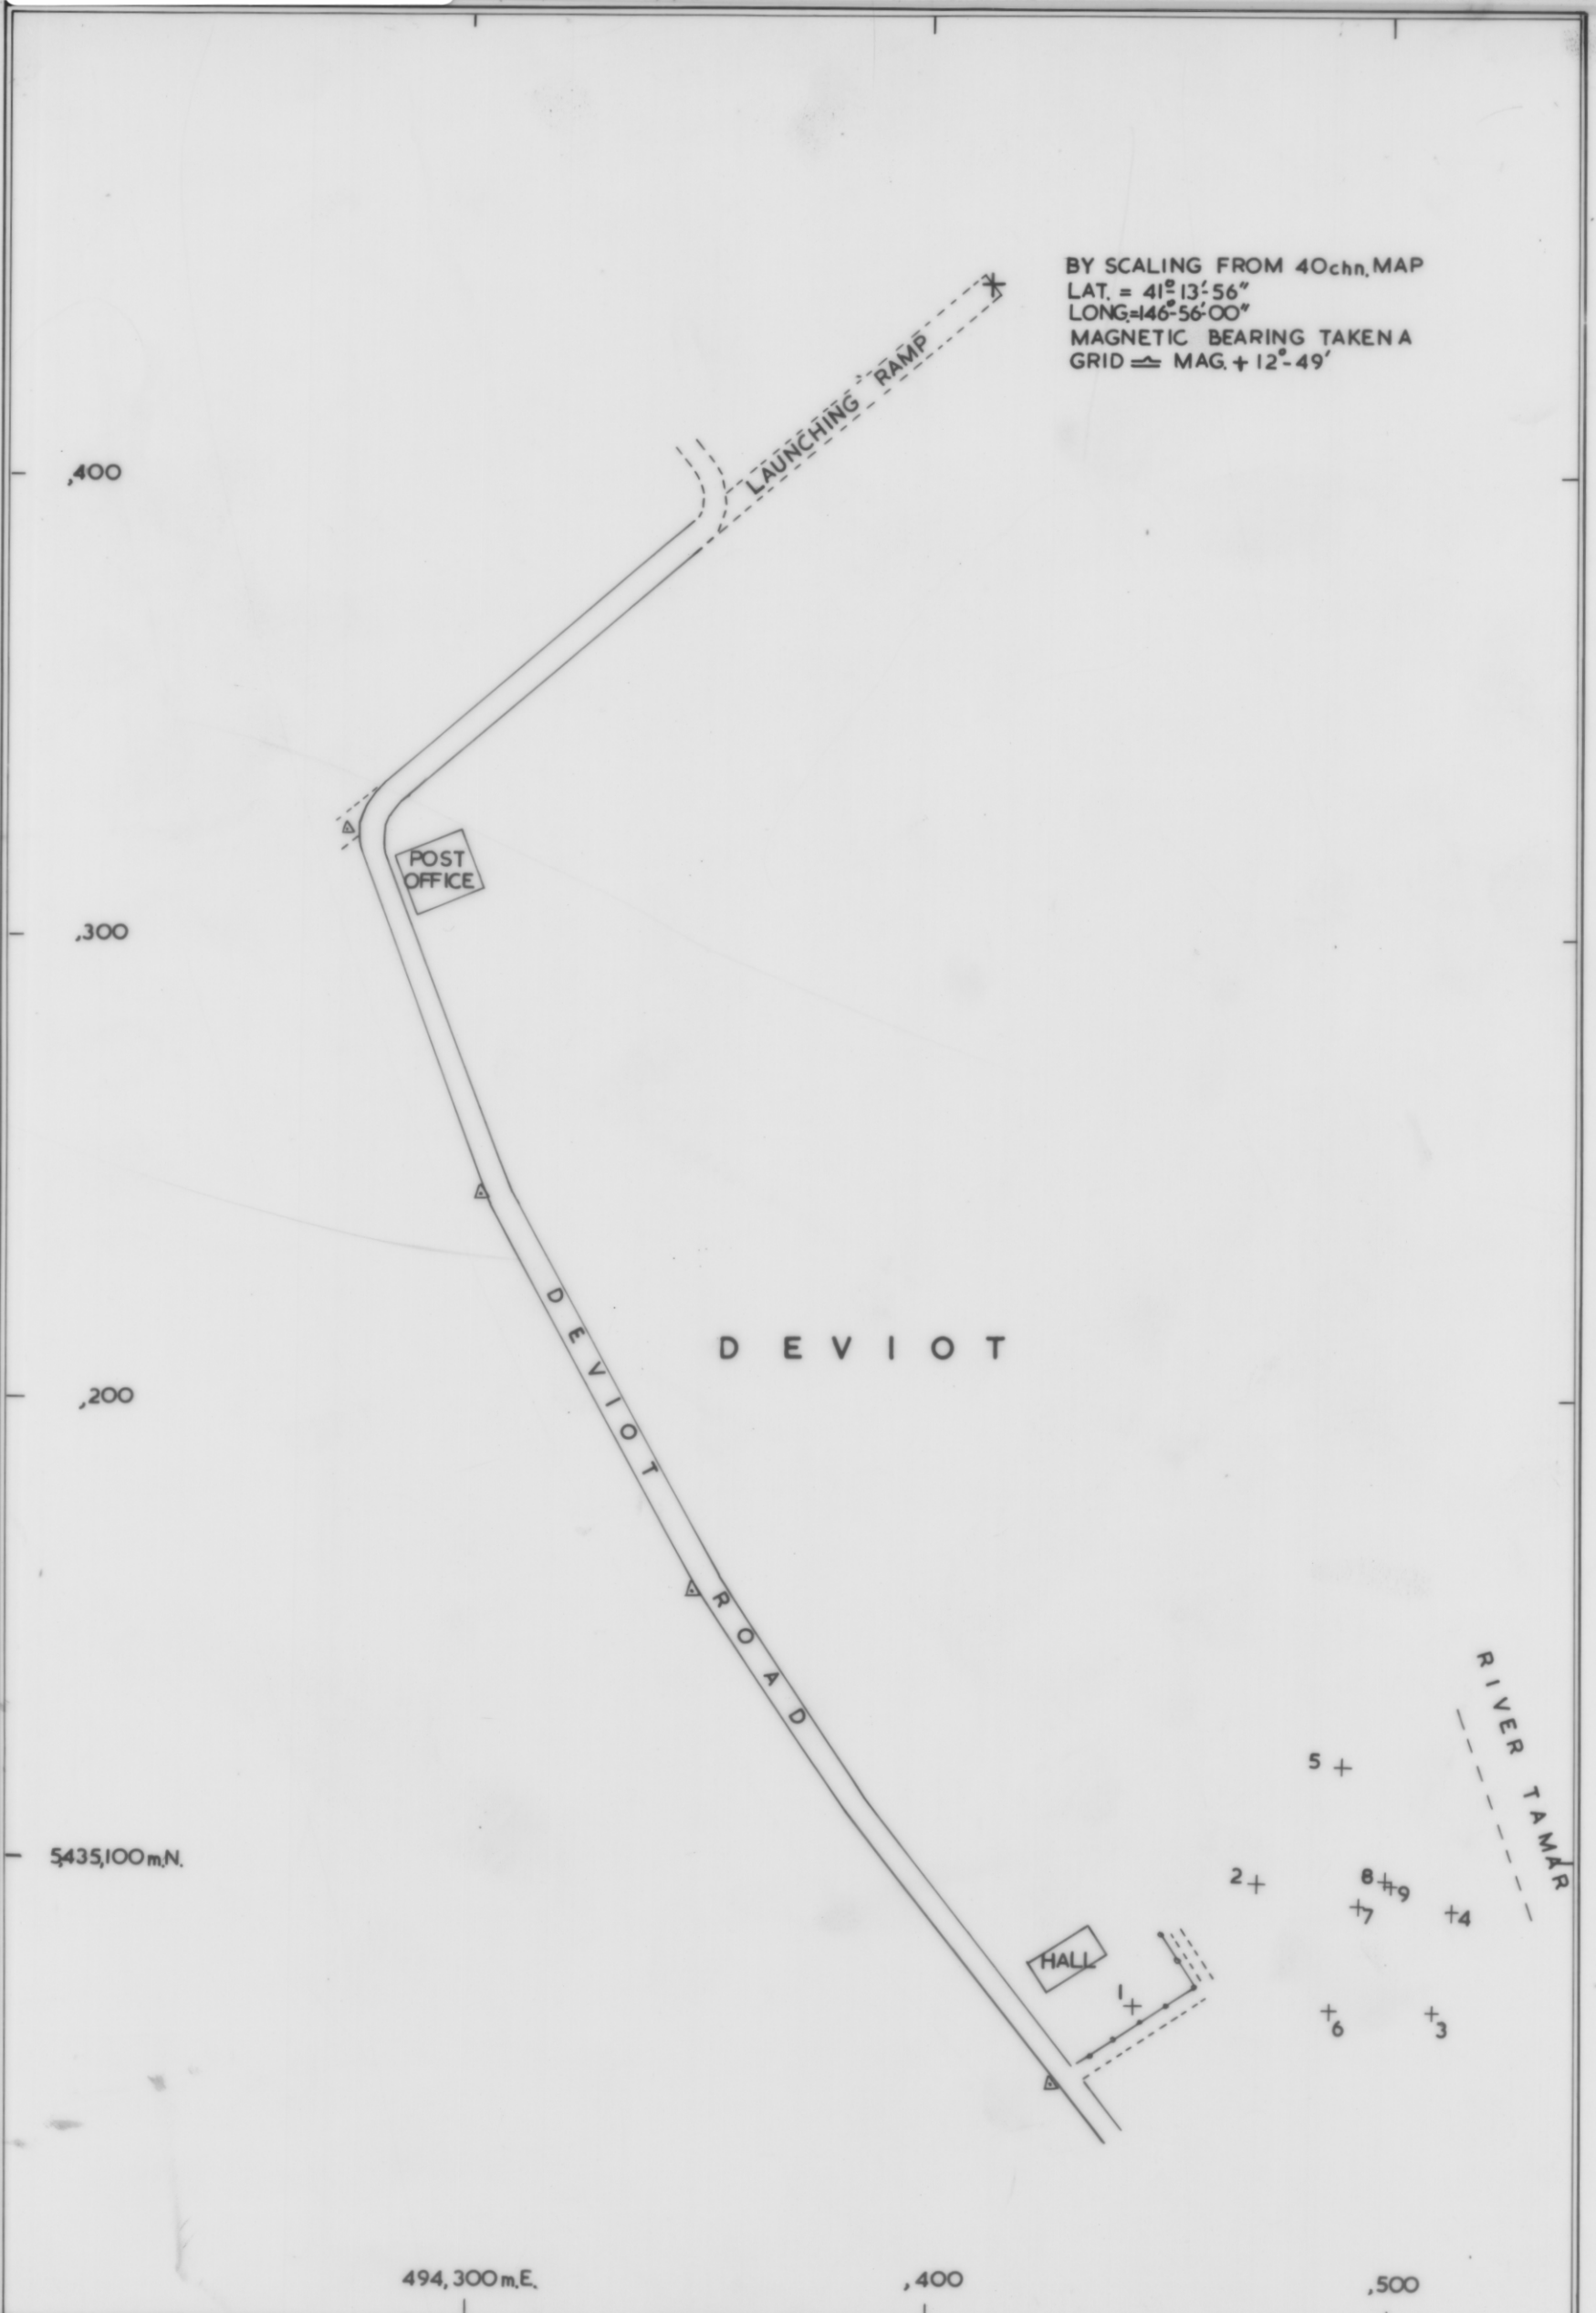 BY SCALING FROM 40chn. MAP
LAT. = 41°-13'-56"
LONG.=146°-56'-00"
MAGNETIC BEARING TAKEN A
GRID ≏ MAG. + 12°-49'
LAUNCHING RAMP
,400
POST
OFFICE
,300
DEVIOT ROAD
DEVIOT
,200
RIVER TAMAR
5
5435,100m.N.
2
8
9
7
4
HALL
1
6
3
494,300m.E.
,400
,500